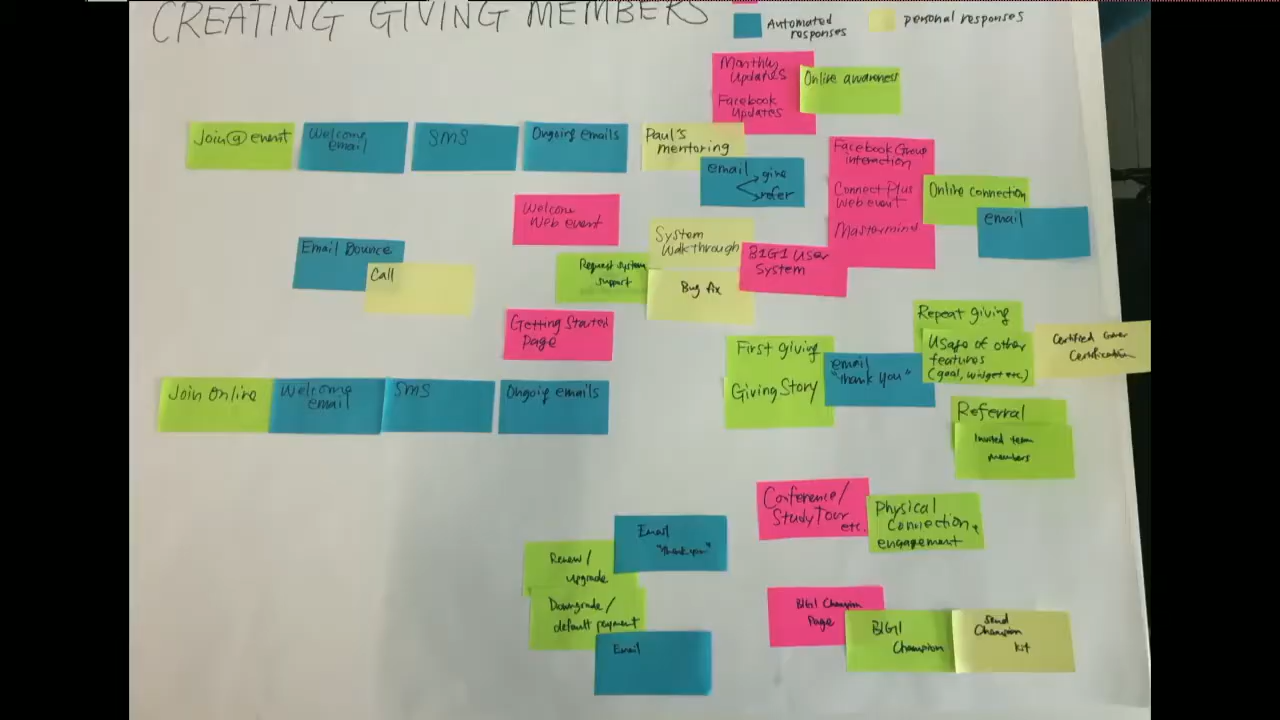 CREATING GIVING MEMBERS
Automated
responses
personal responses
Monthly
Updates
Facebook
Updates
Online awareness
Join @ event
Welcome
email
SMS
Ongoing emails
Paul's
mentoring
email
give
refer
Facebook Group
interaction
Connect Plus
Web event
Mastermind
Online connection
email
Welcome
Web event
System
Walkthrough
B1G1 User
System
Email Bounce
Call
Request system
support
Bug fix
Getting Started
Page
First giving
Giving Story
email
"thank you"
Repeat giving
Usage of other
features
(goal, widget etc)
Certified Giver
Certification
Join Online
Welcome
email
SMS
Ongoing emails
Referral
Invited team
members
Conference/
Study Tour
etc.
Physical
Connection,
engagement
Email
"thank you"
Renew/
upgrade
Downgrade/
default payment
Email
B1G1 Champion
Page
B1G1
Champion
Send
Champion
kit